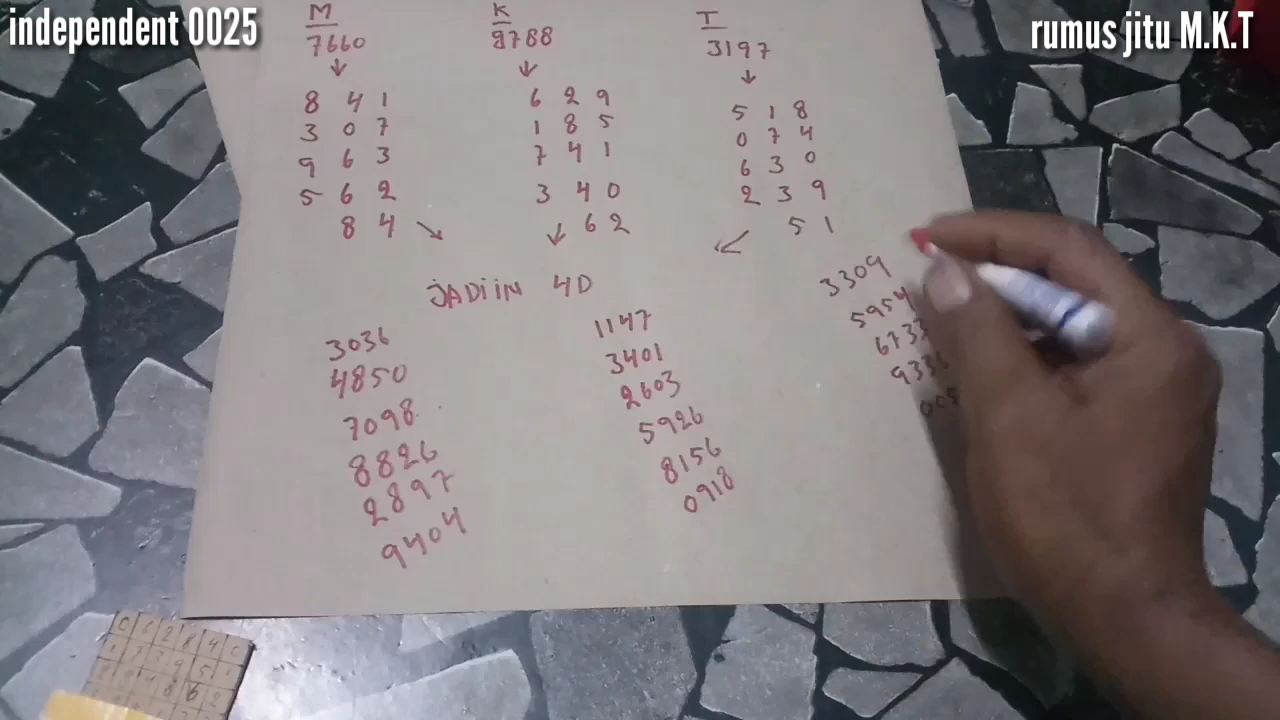 independent 0025
rumus jitu M.K.T
M
7660
8 4 1
3 0 7
9 6 3
5 6 2
8 4
K
9788
6 2 9
1 8 5
7 4 1
3 4 0
6 2
T
3197
5 1 8
0 7 4
6 3 0
2 3 9
5 1
JADiiN 4D
3036
4850
7098
8826
2897
9404
1147
3401
2603
5926
8156
0918
3309
5954